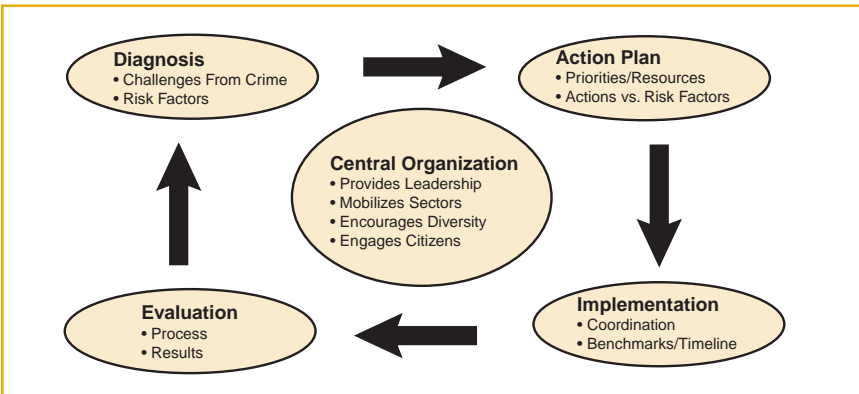 Diagnosis
• Challenges From Crime
• Risk Factors
Action Plan
• Priorities/Resources
• Actions vs. Risk Factors
Central Organization
• Provides Leadership
• Mobilizes Sectors
• Encourages Diversity
• Engages Citizens
Evaluation
• Process
• Results
Implementation
• Coordination
• Benchmarks/Timeline